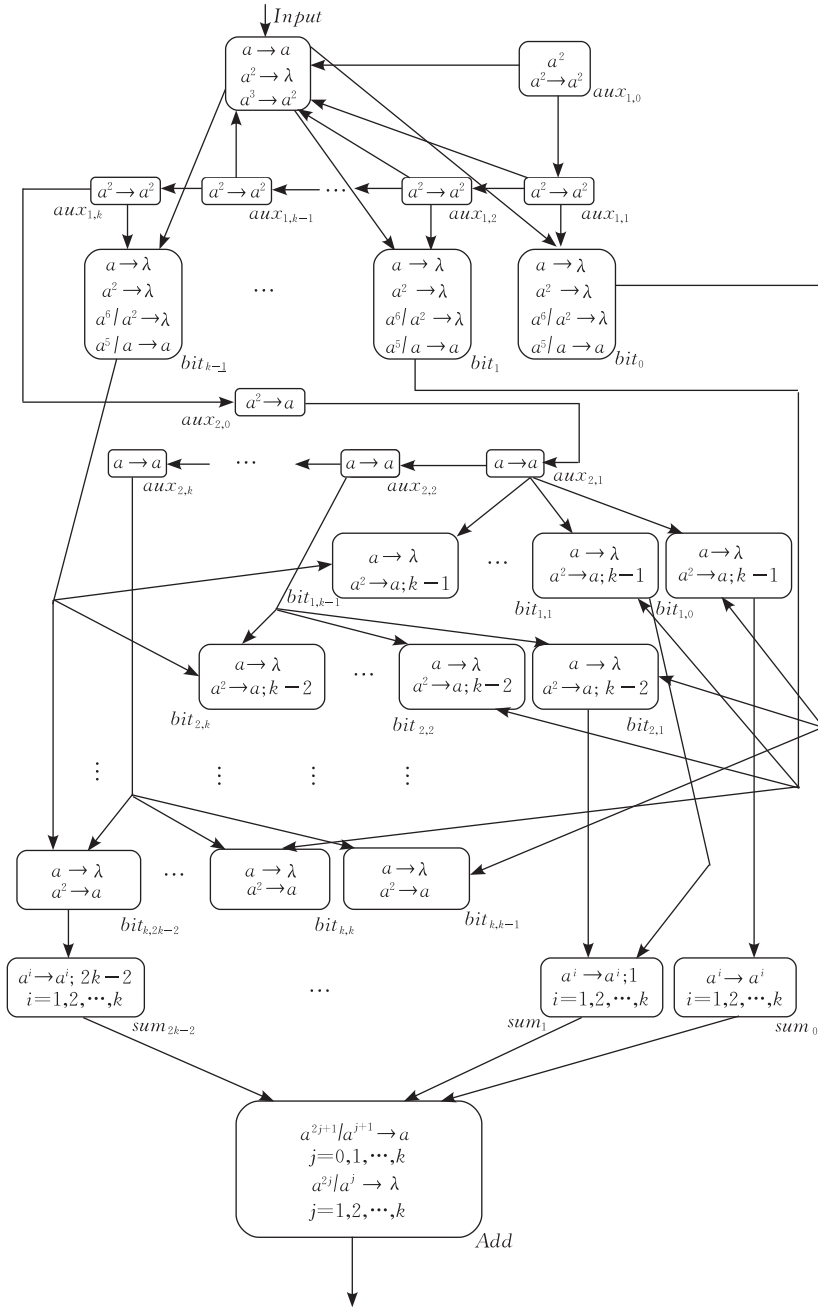 Input
a → a
a² → λ
a³ → a²
a²
a² → a²
aux₁,₀
a² → a²
aux₁,ₖ
a² → a²
aux₁,ₖ₋₁
...
a² → a²
aux₁,₂
a² → a²
aux₁,₁
a → λ
a² → λ
a⁶/a² → λ
a⁵/a → a
bitₖ₋₁
...
a → λ
a² → λ
a⁶/a² → λ
a⁵/a → a
bit₁
a → λ
a² → λ
a⁶/a² → λ
a⁵/a → a
bit₀
a² → a
aux₂,₀
a → a
aux₂,ₖ
...
a → a
aux₂,₂
a → a
aux₂,₁
a → λ
a² → a; k−1
bit₁,ₖ₋₁
...
a → λ
a² → a; k−1
bit₁,₁
a → λ
a² → a; k−1
bit₁,₀
a → λ
a² → a; k−2
bit₂,ₖ
...
a → λ
a² → a; k−2
bit₂,₂
a → λ
a² → a; k−2
bit₂,₁
⋮ ⋮ ⋮ ⋮
a → λ
a² → a
bitₖ,₂ₖ₋₂
...
a → λ
a² → a
bitₖ,ₖ
a → λ
a² → a
bitₖ,ₖ₋₁
aⁱ → aⁱ; 2k−2
i=1,2,⋯,k
sum₂ₖ₋₂
...
aⁱ → aⁱ; 1
i=1,2,⋯,k
sum₁
aⁱ → aⁱ
i=1,2,⋯,k
sum₀
a²ʲ⁺¹/aʲ⁺¹ → a
j=0,1,⋯,k
a²ʲ/aʲ → λ
j=1,2,⋯,k
Add